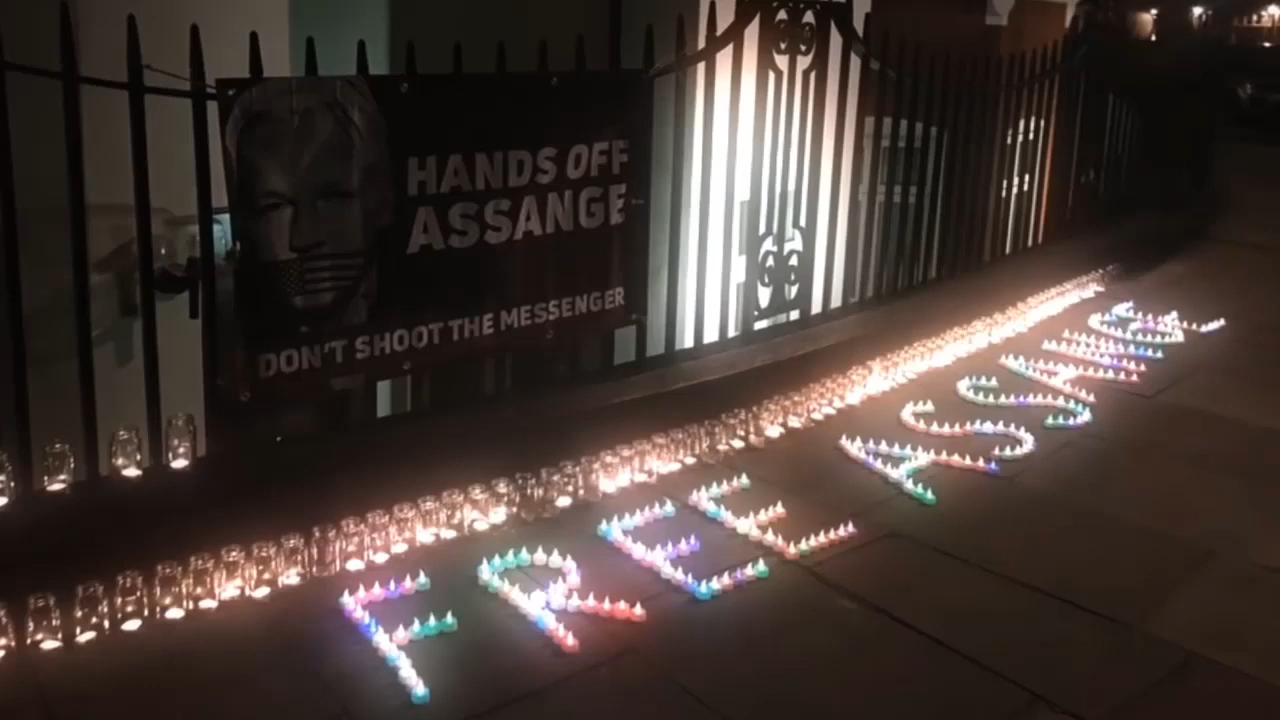 HANDS OFF
ASSANGE
DON'T SHOOT THE MESSENGER
FREE ASSANGE